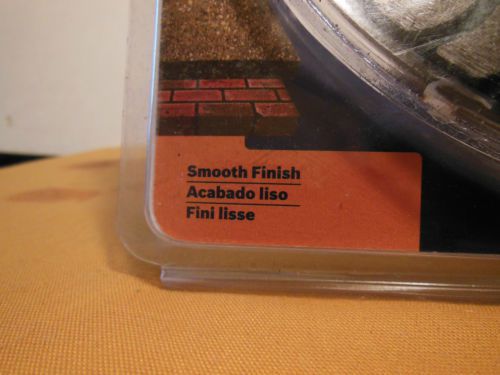 Smooth Finish
Acabado liso
Fini lisse